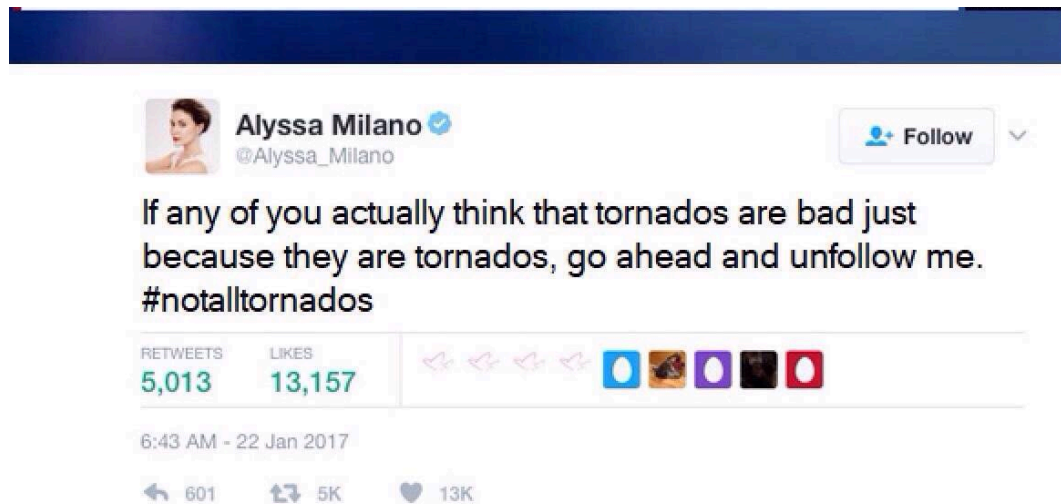 Alyssa Milano
@Alyssa_Milano
Follow
If any of you actually think that tornados are bad just
because they are tornados, go ahead and unfollow me.
#notalltornados
RETWEETS LIKES
5,013 13,157
6:43 AM - 22 Jan 2017
601 5K 13K